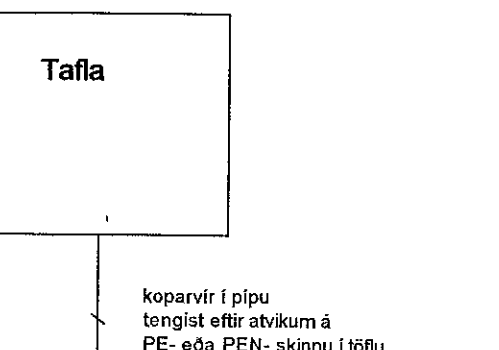 Tafla
koparvír í pípu
tengist eftir atvikum á
PE- eða PEN- skinnu í töflu